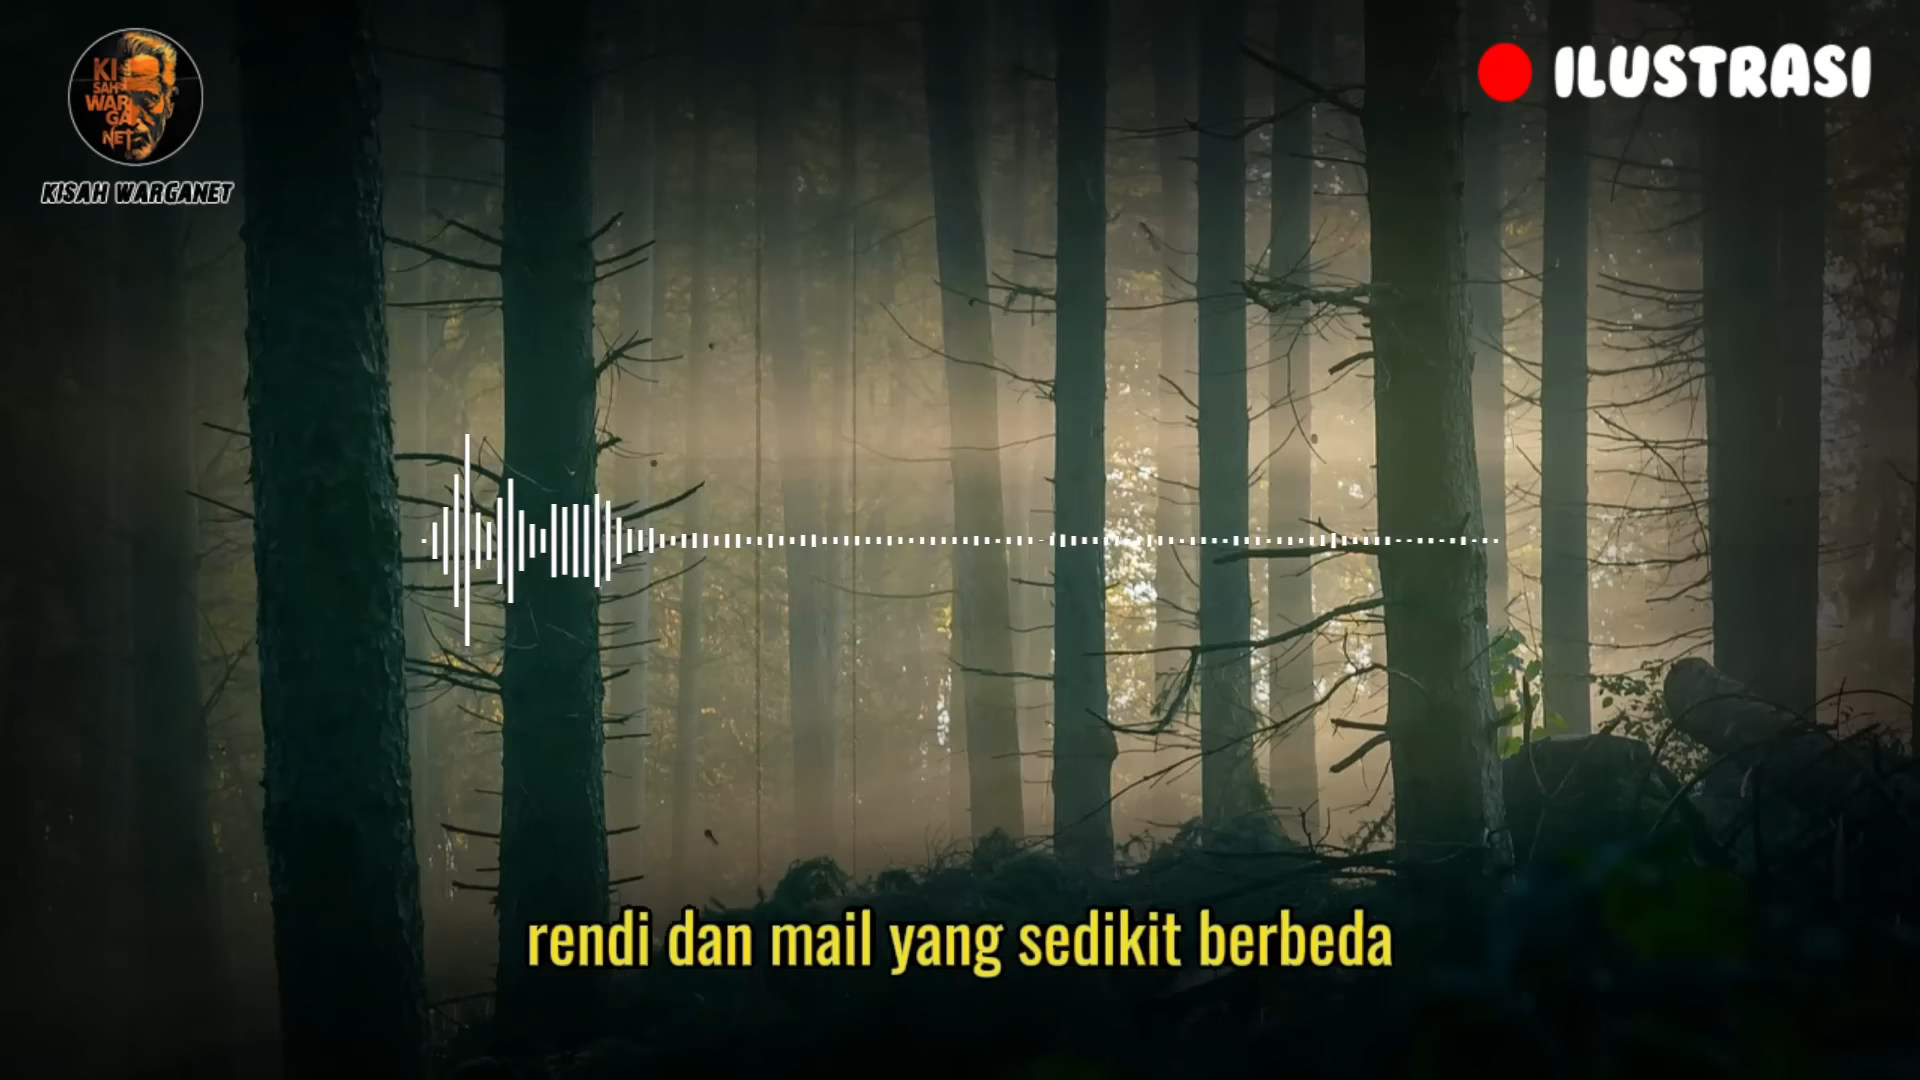 KI
SAH
WAR
GA
NET
KISAH WARGANET
ILUSTRASI
rendi dan mail yang sedikit berbeda